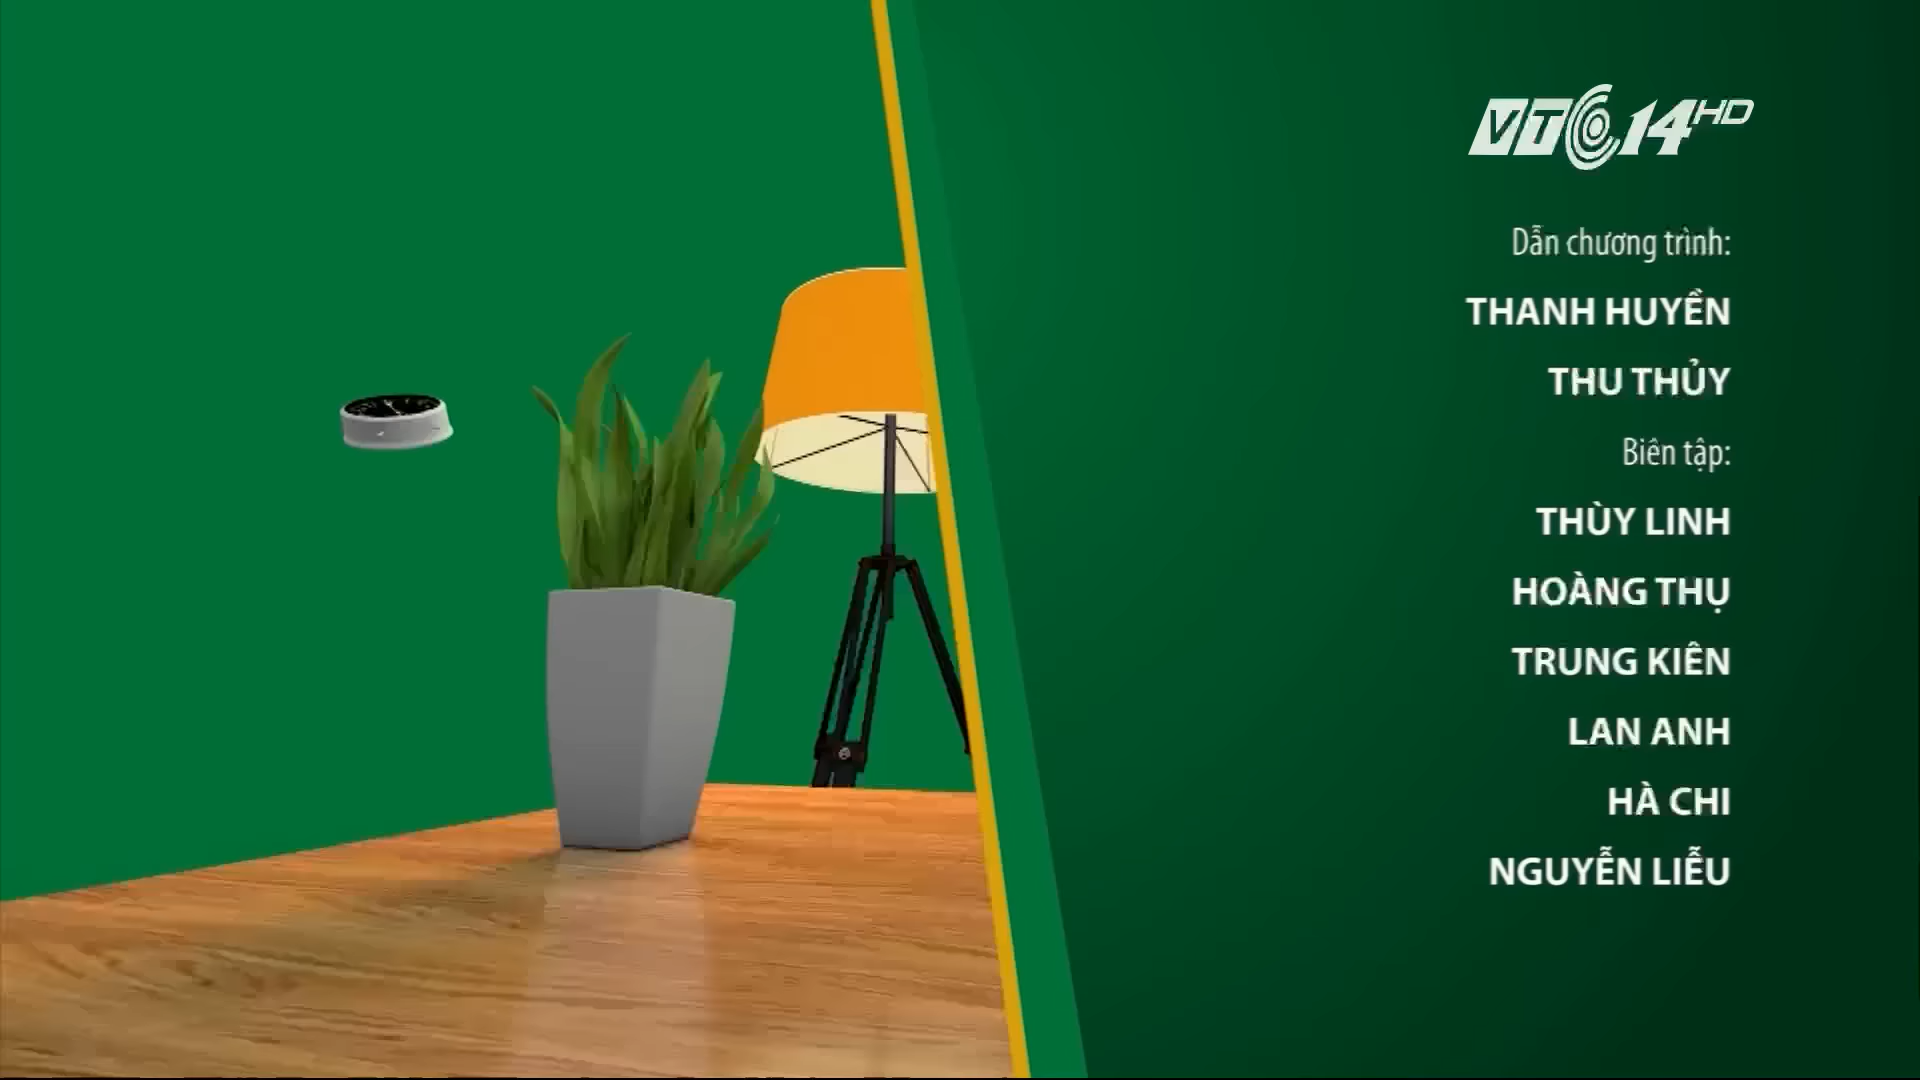 VTC14HD
Dẫn chương trình:
THANH HUYỀN
THU THỦY
Biên tập:
THÙY LINH
HOÀNG THỤ
TRUNG KIÊN
LAN ANH
HÀ CHI
NGUYỄN LIỄU